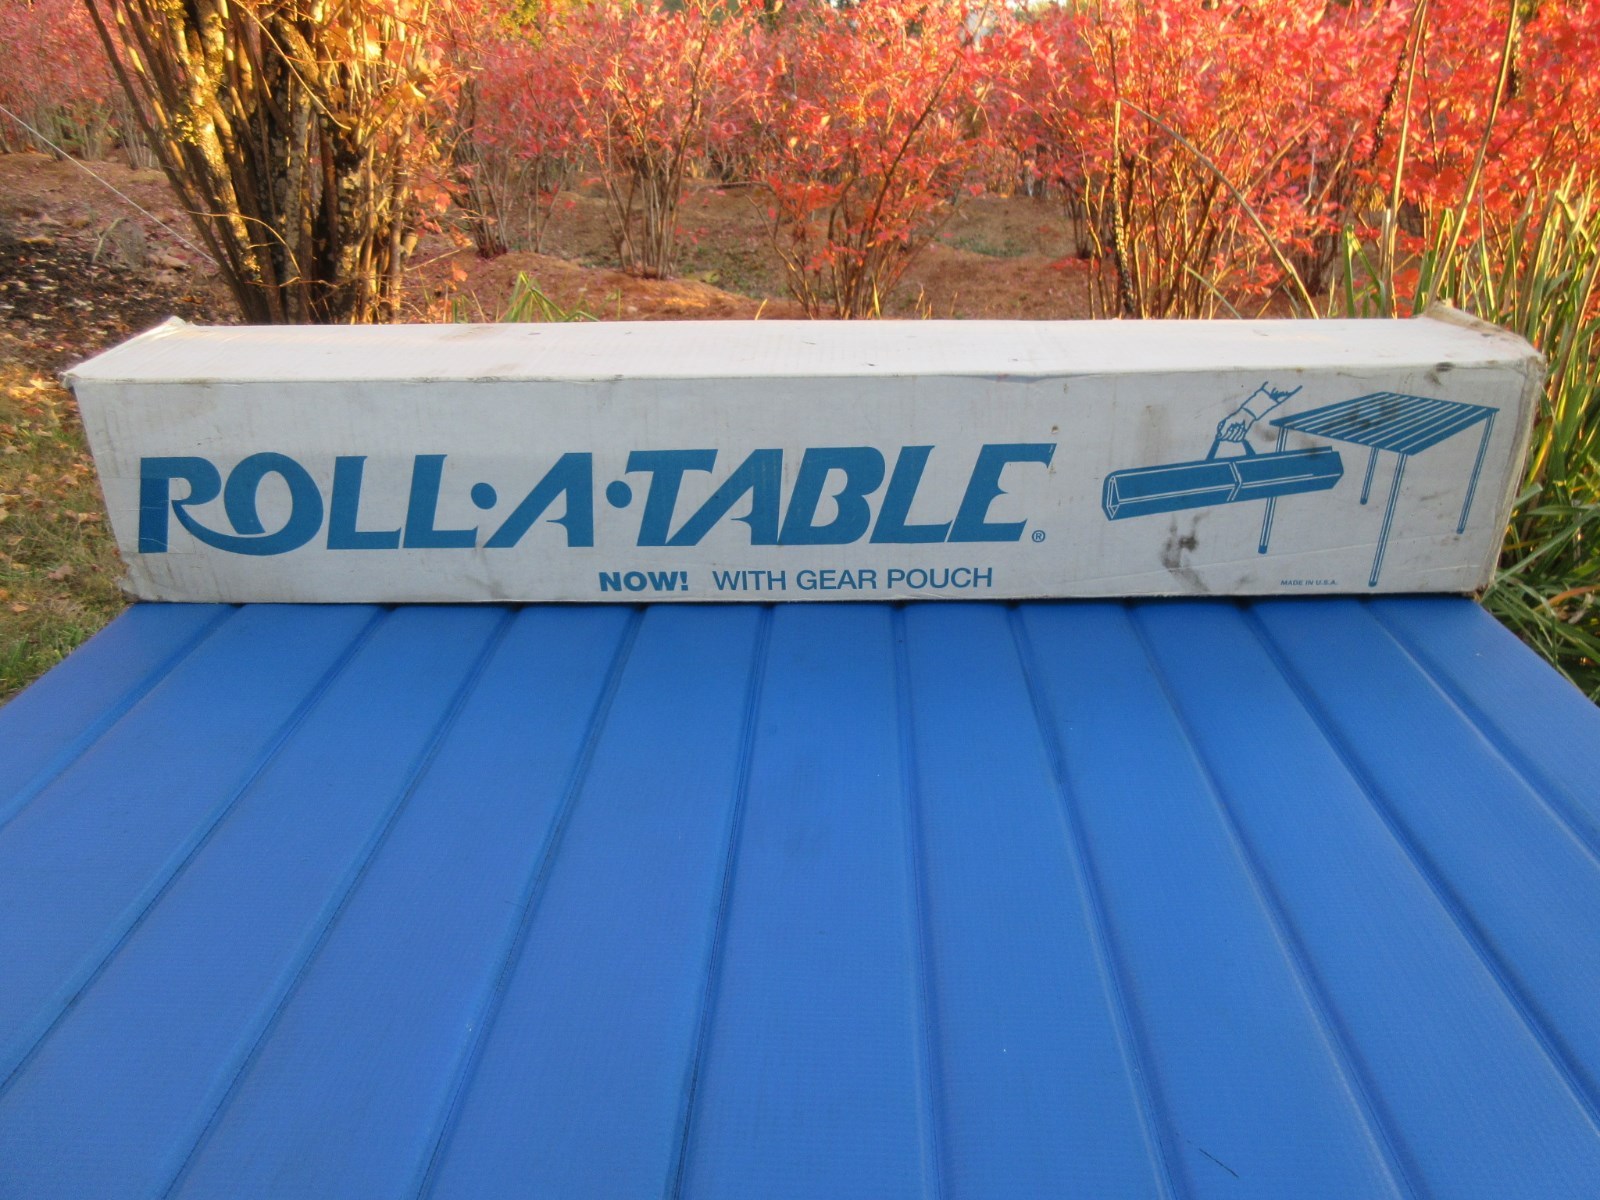 ROLL·A·TABLE®
NOW! WITH GEAR POUCH
MADE IN U.S.A.